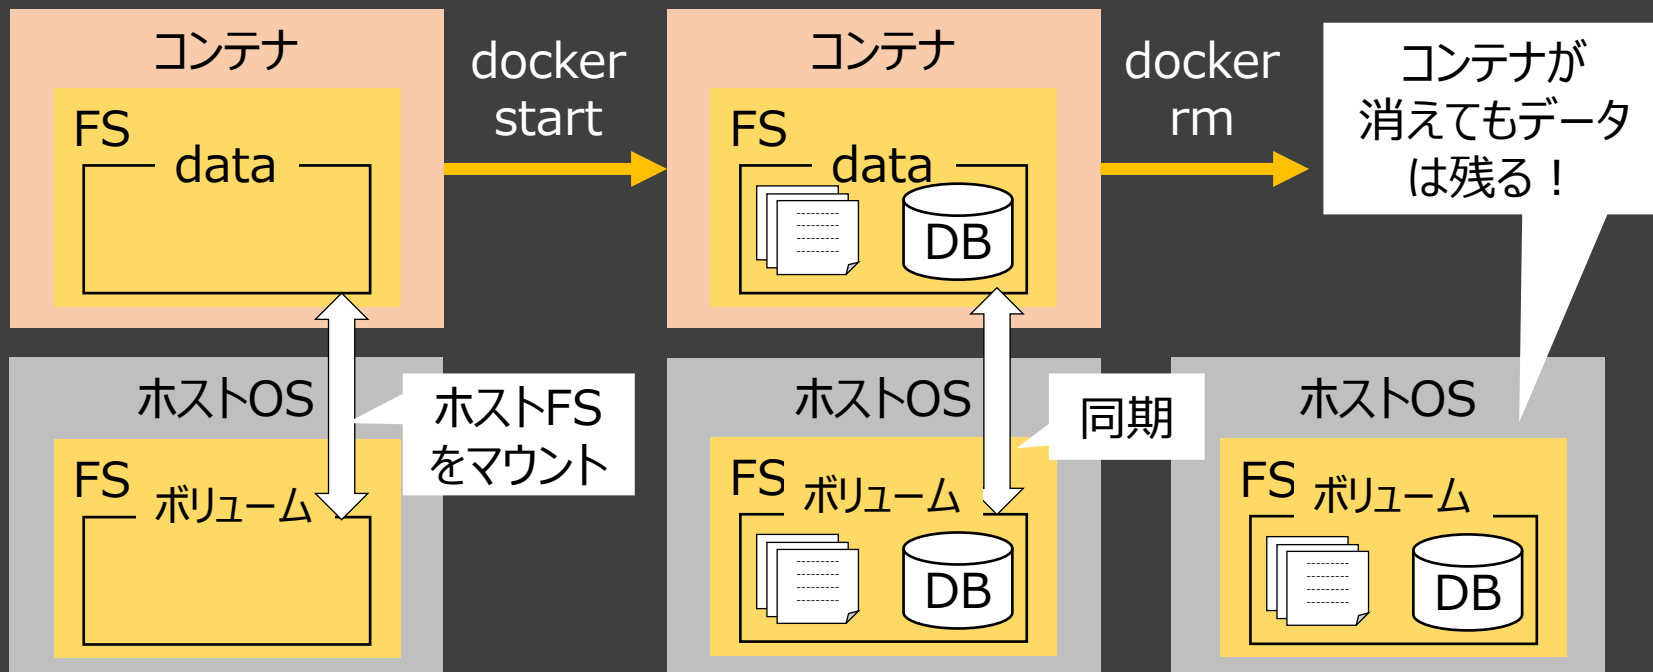 コンテナ
FS
data
docker
start
コンテナ
FS
data
DB
docker
rm
コンテナが
消えてもデータ
は残る！
ホストOS
FS
ボリューム
ホストFS
をマウント
ホストOS
FS
ボリューム
DB
同期
ホストOS
FS
ボリューム
DB